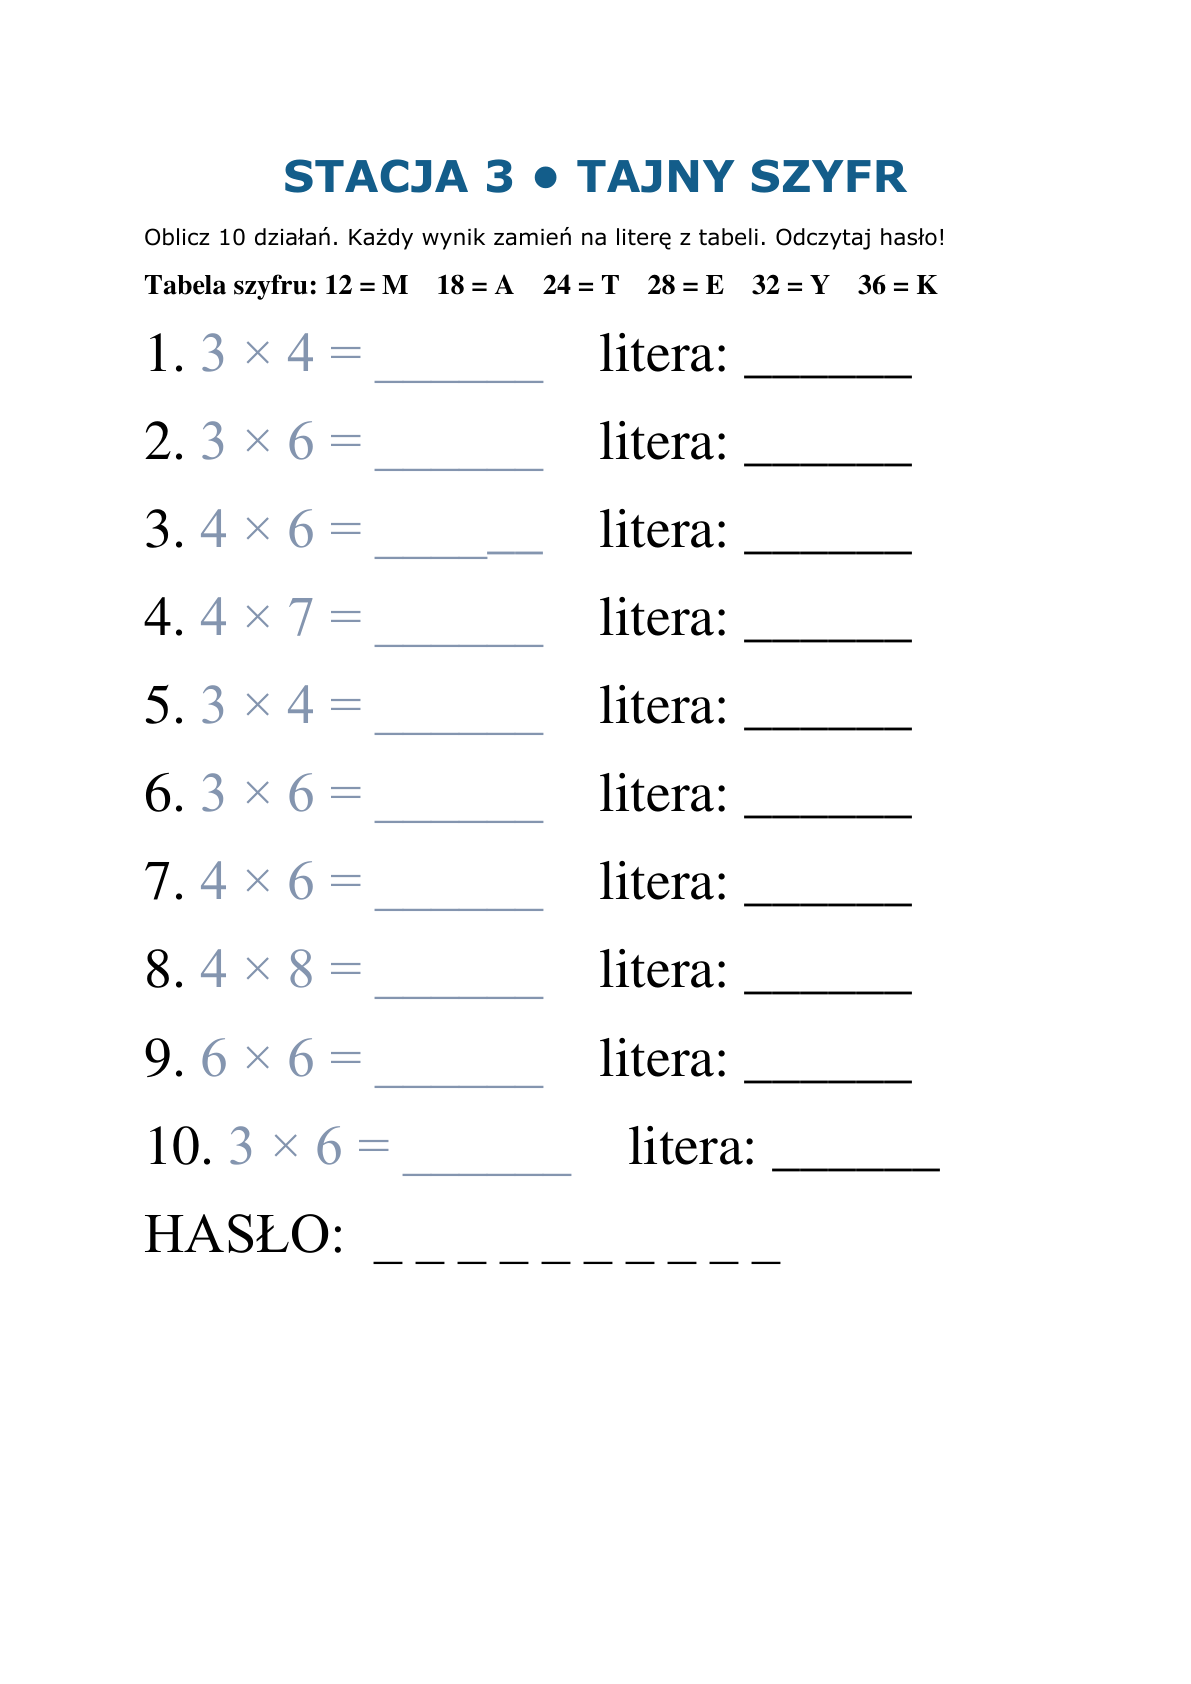 STACJA 3 ● TAJNY SZYFR
Oblicz 10 działań. Każdy wynik zamień na literę z tabeli. Odczytaj hasło!
Tabela szyfru: 12 = M    18 = A    24 = T    28 = E    32 = Y    36 = K
1. 3 × 4 = ______    litera: ______
2. 3 × 6 = ______    litera: ______
3. 4 × 6 = ______    litera: ______
4. 4 × 7 = ______    litera: ______
5. 3 × 4 = ______    litera: ______
6. 3 × 6 = ______    litera: ______
7. 4 × 6 = ______    litera: ______
8. 4 × 8 = ______    litera: ______
9. 6 × 6 = ______    litera: ______
10. 3 × 6 = ______    litera: ______
HASŁO:  _ _ _ _ _ _ _ _ _ _